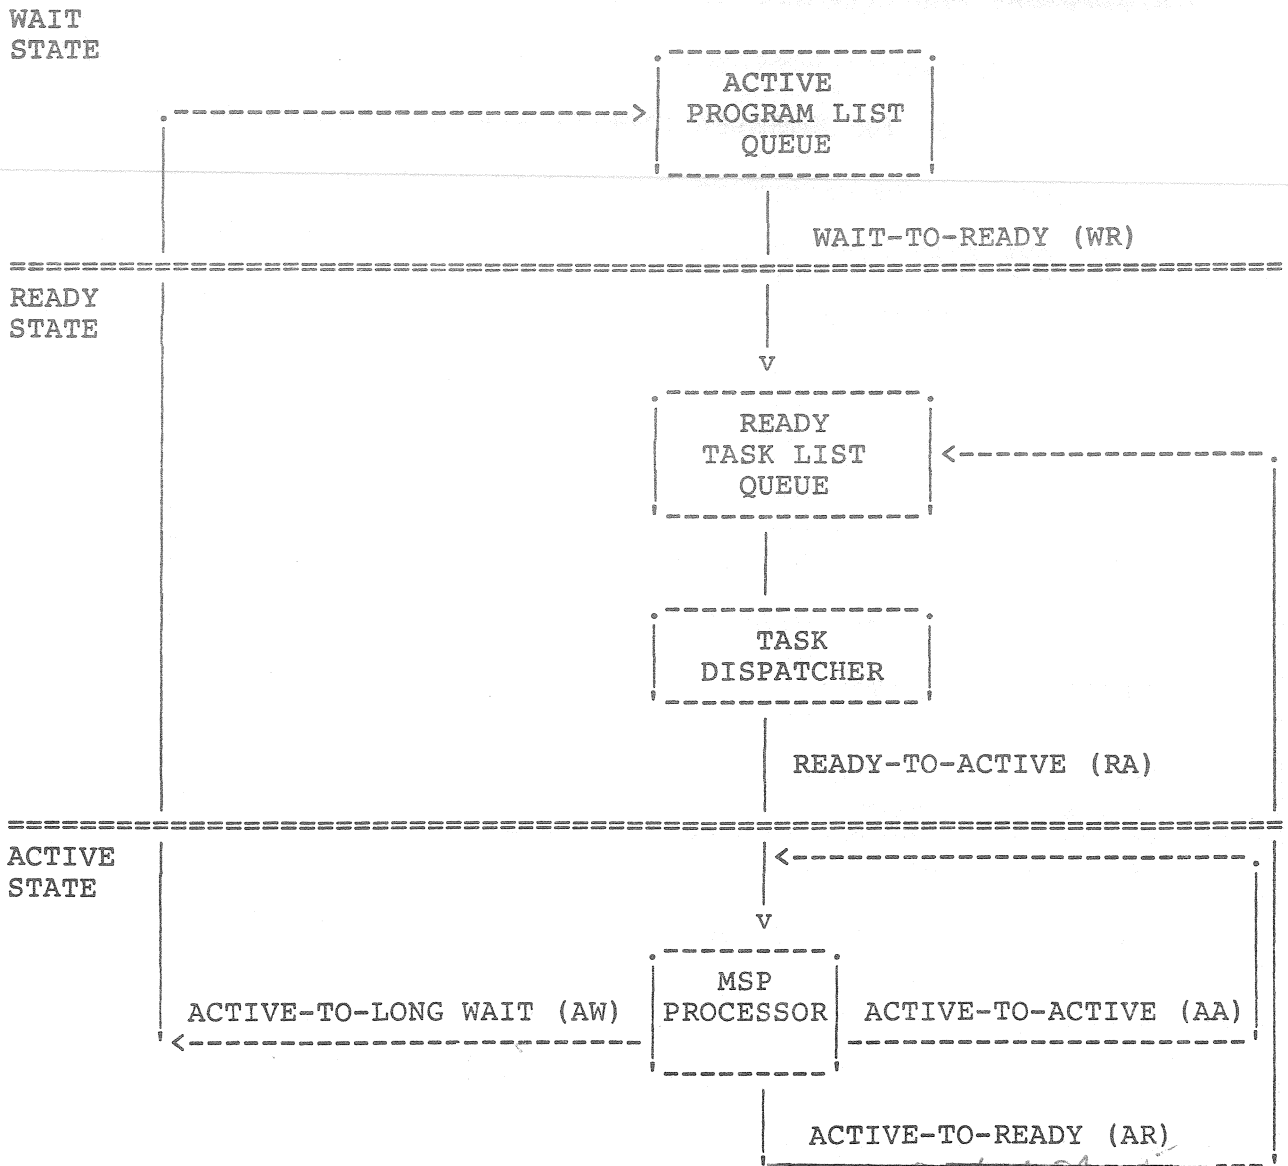 WAIT
STATE
ACTIVE
PROGRAM LIST
QUEUE
WAIT-TO-READY (WR)
READY
STATE
READY
TASK LIST
QUEUE
TASK
DISPATCHER
READY-TO-ACTIVE (RA)
ACTIVE
STATE
MSP
PROCESSOR
ACTIVE-TO-LONG WAIT (AW)
ACTIVE-TO-ACTIVE (AA)
ACTIVE-TO-READY (AR)